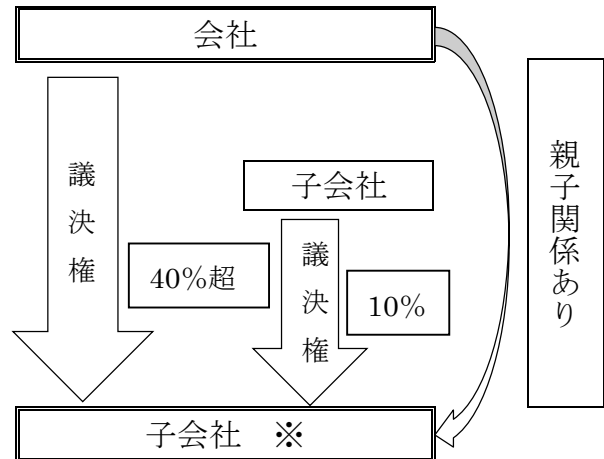 会社
議決権
40%超
子会社
議決権
10%
親子関係あり
子会社　※